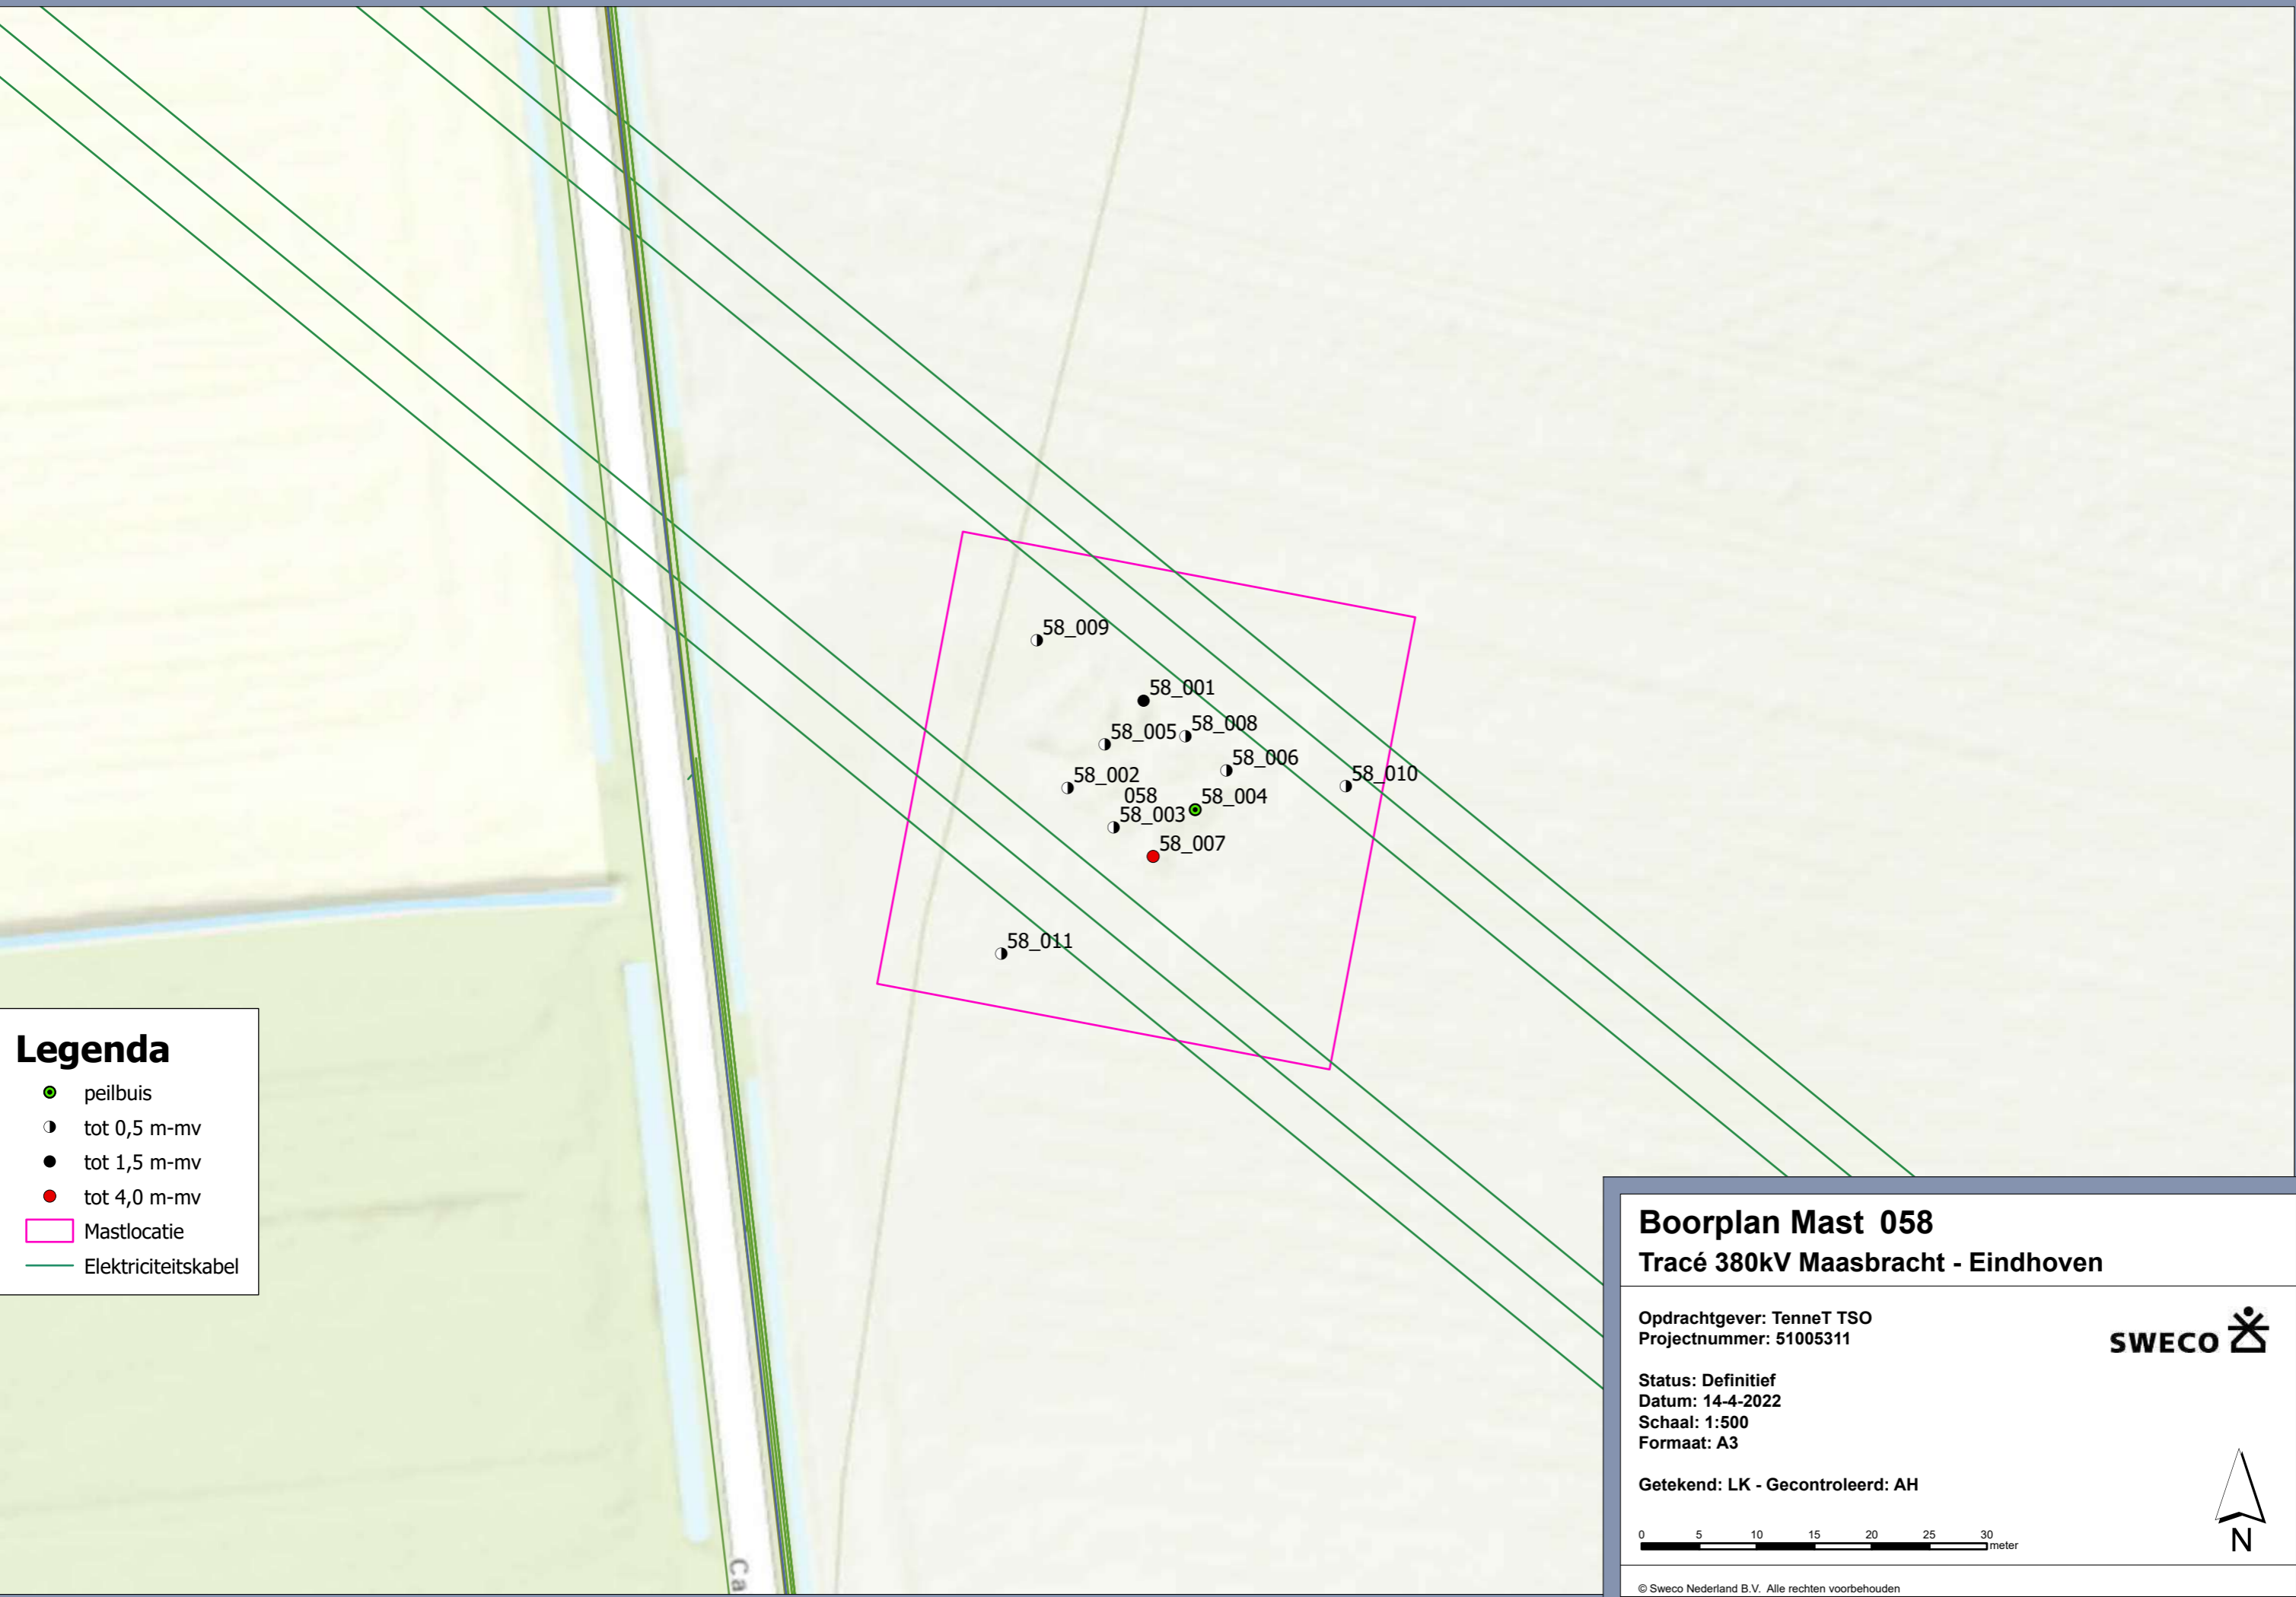 58_009
58_001
58_005
58_008
58_006
58_002
58_010
058
58_004
58_003
58_007
58_011
Ca
Legenda
peilbuis
tot 0,5 m-mv
tot 1,5 m-mv
tot 4,0 m-mv
Mastlocatie
Elektriciteitskabel
Boorplan Mast 058
Tracé 380kV Maasbracht - Eindhoven
Opdrachtgever: TenneT TSO
Projectnummer: 51005311
SWECO
Status: Definitief
Datum: 14-4-2022
Schaal: 1:500
Formaat: A3
Getekend: LK - Gecontroleerd: AH
0 5 10 15 20 25 30
meter
N
© Sweco Nederland B.V. Alle rechten voorbehouden